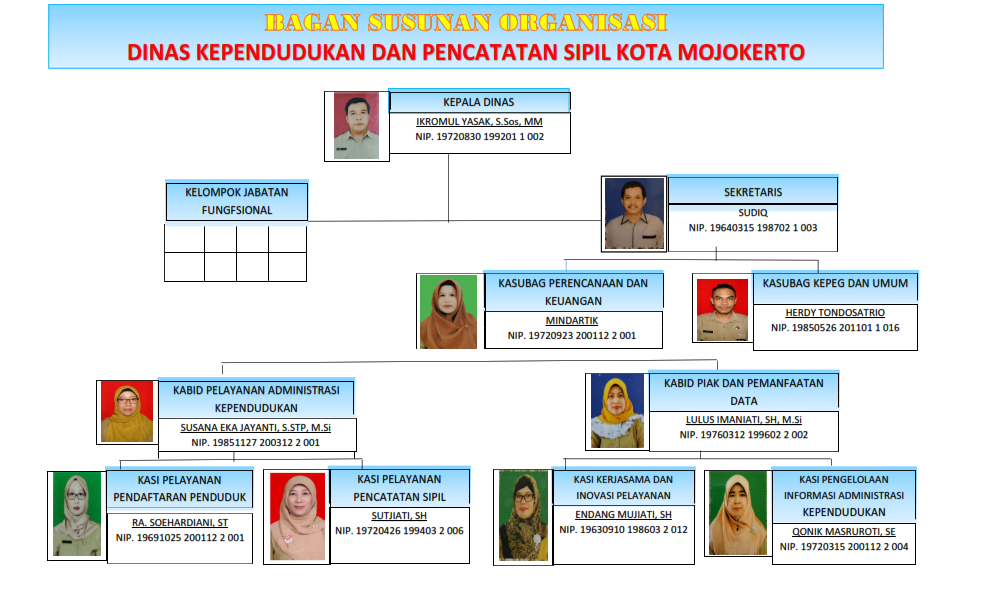 BAGAN SUSUNAN ORGANISASI
DINAS KEPENDUDUKAN DAN PENCATATAN SIPIL KOTA MOJOKERTO
KEPALA DINAS
IKROMUL YASAK, S.Sos, MM
NIP. 19720830 199201 1 002
KELOMPOK JABATAN
FUNGFSIONAL
SEKRETARIS
SUDIQ
NIP. 19640315 198702 1 003
KASUBAG PERENCANAAN DAN
KEUANGAN
MINDARTIK
NIP. 19720923 200112 2 001
KASUBAG KEPEG DAN UMUM
HERDY TONDOSATRIO
NIP. 19850526 201101 1 016
KABID PELAYANAN ADMINISTRASI
KEPENDUDUKAN
SUSANA EKA JAYANTI, S.STP, M.Si
NIP. 19851127 200312 2 001
KABID PIAK DAN PEMANFAATAN
DATA
LULUS IMANIATI, SH, M.Si
NIP. 19760312 199602 2 002
KASI PELAYANAN
PENDAFTARAN PENDUDUK
RA. SOEHARDIANI, ST
NIP. 19691025 200112 2 001
KASI PELAYANAN
PENCATATAN SIPIL
SUTJIATI, SH
NIP. 19720426 199403 2 006
KASI KERJASAMA DAN
INOVASI PELAYANAN
ENDANG MUJIATI, SH
NIP. 19630910 198603 2 012
KASI PENGELOLAAN
INFORMASI ADMINISTRASI
KEPENDUDUKAN
QONIK MASRUROTI, SE
NIP. 19720315 200112 2 004